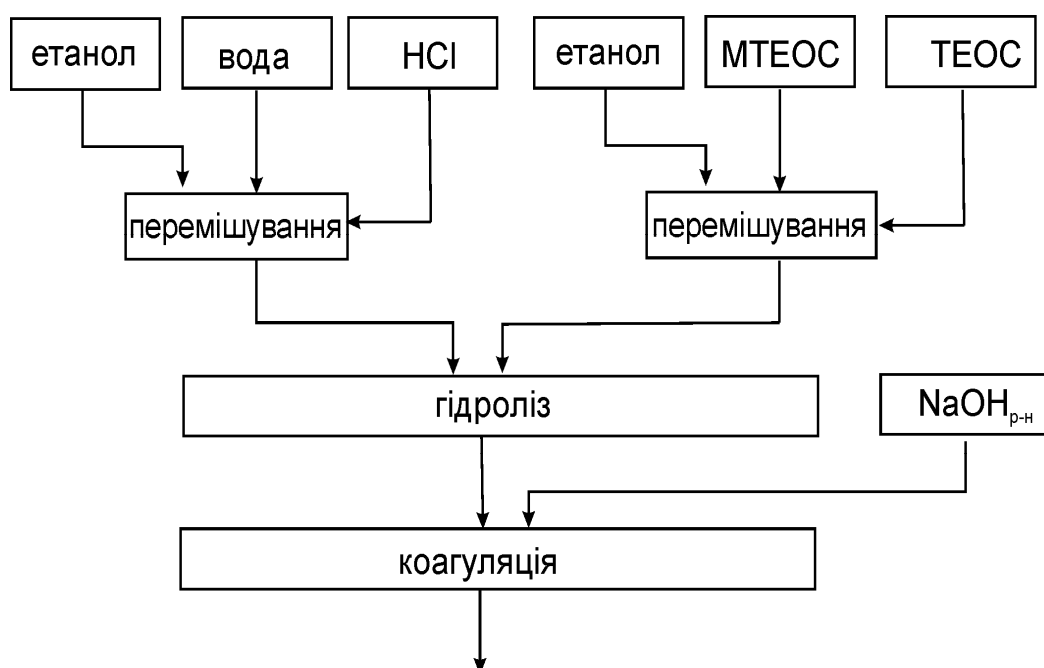 етанол
вода
HCl
етанол
МТЕОС
ТЕОС
перемішування
перемішування
гідроліз
NaOHр-н
коагуляція